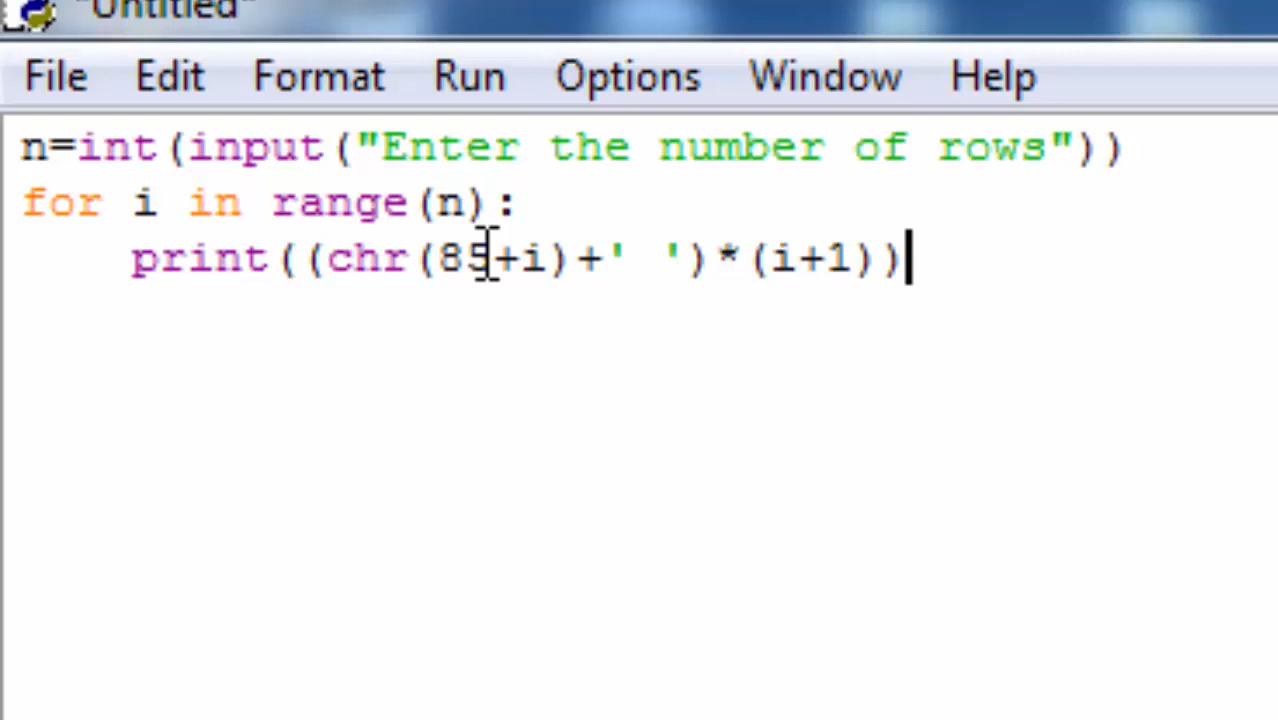 "Untitled"
File Edit Format Run Options Window Help
n=int(input("Enter the number of rows"))
for i in range(n):
    print((chr(85+i)+' ')*(i+1))